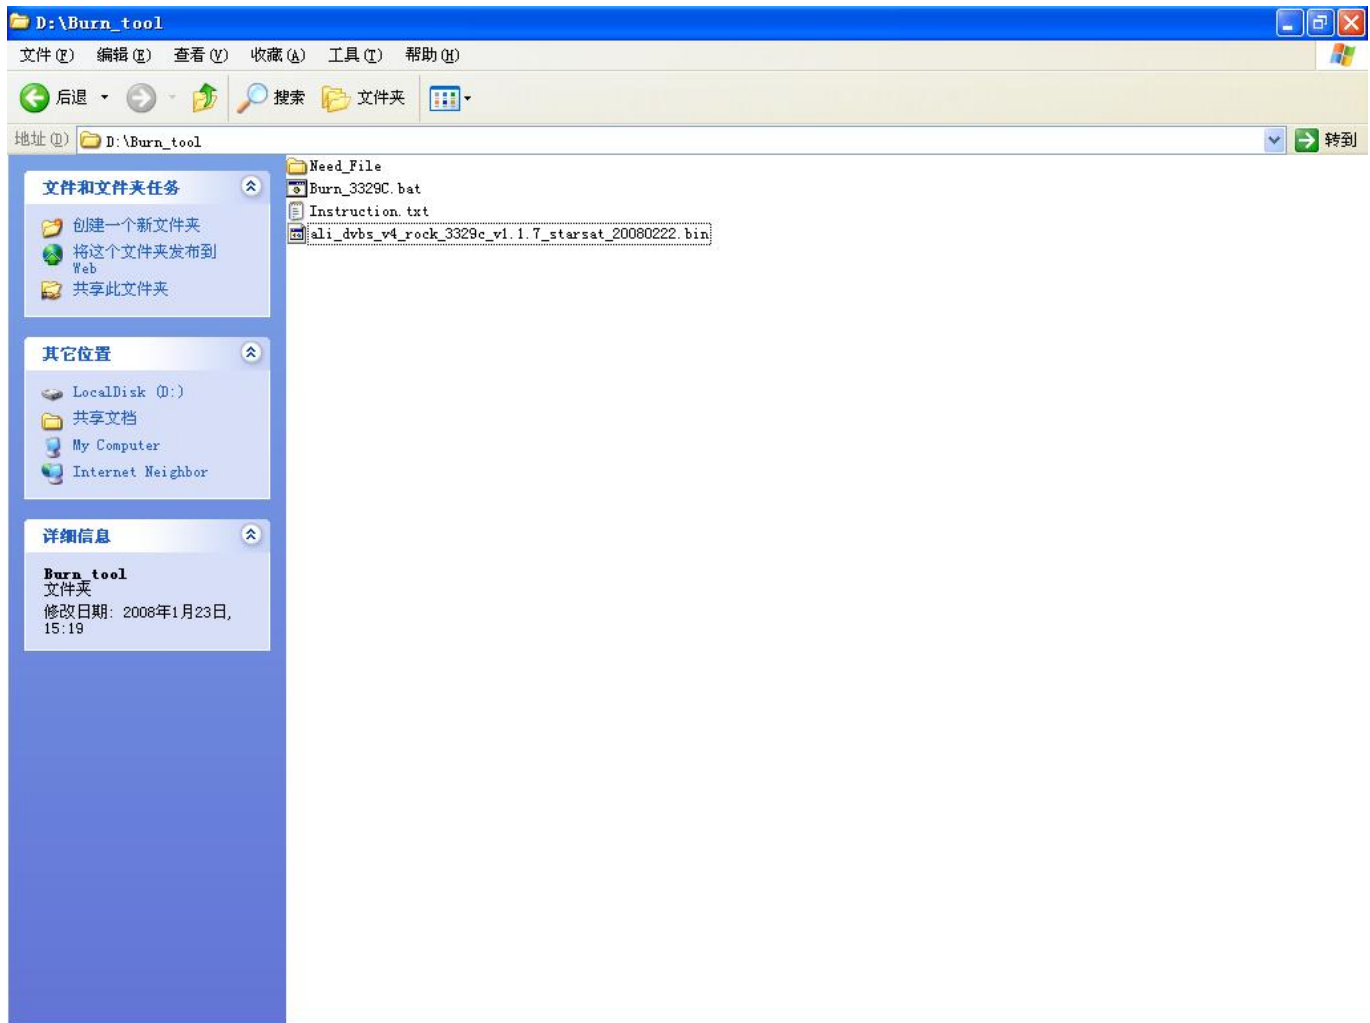 D:\Burn_tool
文件(F) 编辑(E) 查看(V) 收藏(A) 工具(T) 帮助(H)
后退 搜索 文件夹
地址(D) D:\Burn_tool 转到
文件和文件夹任务
创建一个新文件夹
将这个文件夹发布到
Web
共享此文件夹
其它位置
LocalDisk (D:)
共享文档
My Computer
Internet Neighbor
详细信息
Burn_tool
文件夹
修改日期: 2008年1月23日,
15:19
Need_File
Burn_3329C.bat
Instruction.txt
ali_dvbs_v4_rock_3329c_v1.1.7_starsat_20080222.bin